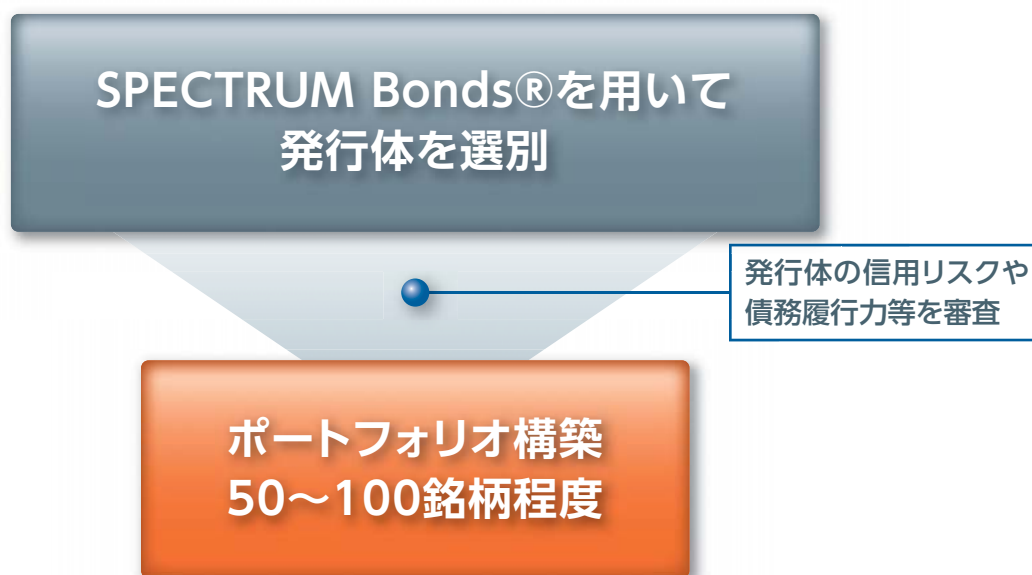 SPECTRUM Bonds®を用いて
発行体を選別
発行体の信用リスクや
債務履行力等を審査
ポートフォリオ構築
50～100銘柄程度